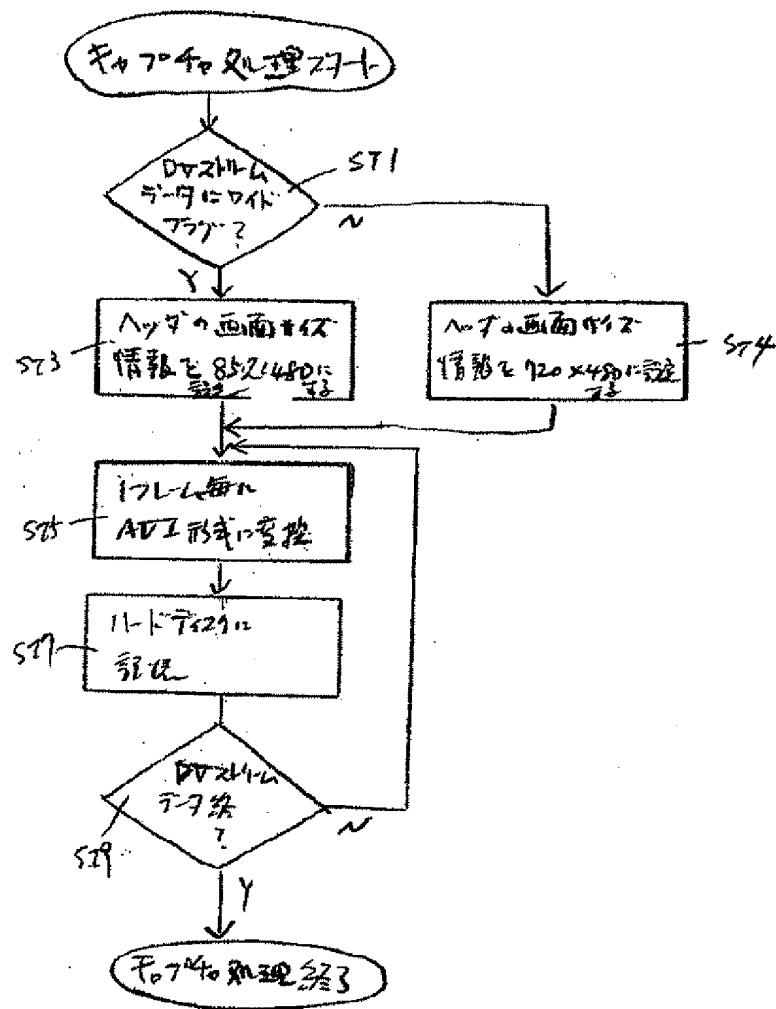 キャプチャ処理スタート
DVストリーム
データにワイド
フラグ?
ST1
N
Y
ヘッダの画面サイズ
情報を852×480に
設定する
ST3
ヘッダの画面サイズ
情報を720×480に設定
する
ST4
1フレーム毎に
AVI形式に変換
ST5
ハードディスクに
記憶
ST7
DVストリーム
データ終
?
ST9
N
Y
キャプチャ処理終了